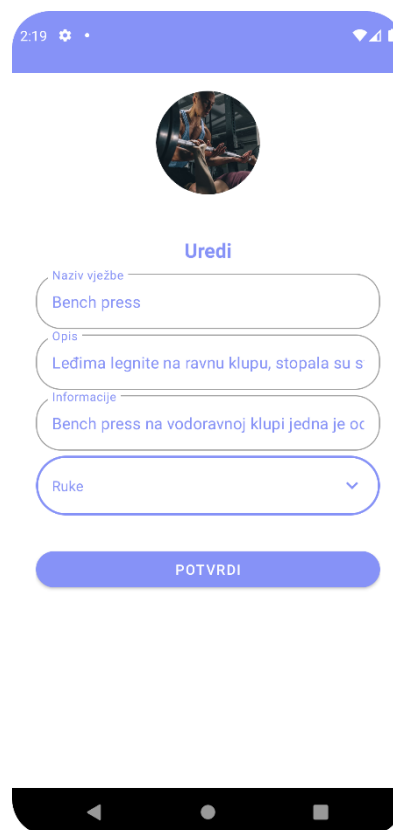 2:19
Uredi
Naziv vježbe
Bench press
Opis
Leđima legnite na ravnu klupu, stopala su s
Informacije
Bench press na vodoravnoj klupi jedna je od
Ruke
POTVRDI